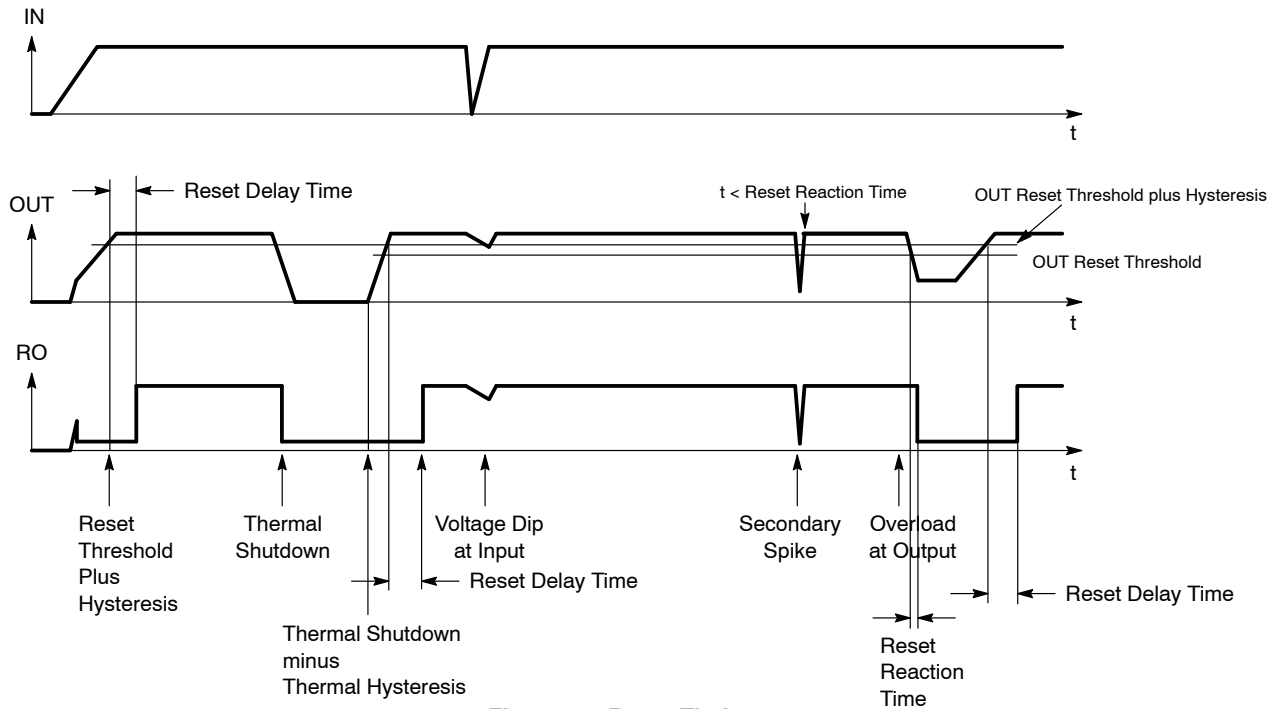 IN
t
Reset Delay Time
t < Reset Reaction Time
OUT Reset Threshold plus Hysteresis
OUT
OUT Reset Threshold
t
RO
t
Reset
Threshold
Plus
Hysteresis
Thermal
Shutdown
Voltage Dip
at Input
Secondary
Spike
Overload
at Output
Reset Delay Time
Reset Delay Time
Thermal Shutdown
minus
Thermal Hysteresis
Reset
Reaction
Time